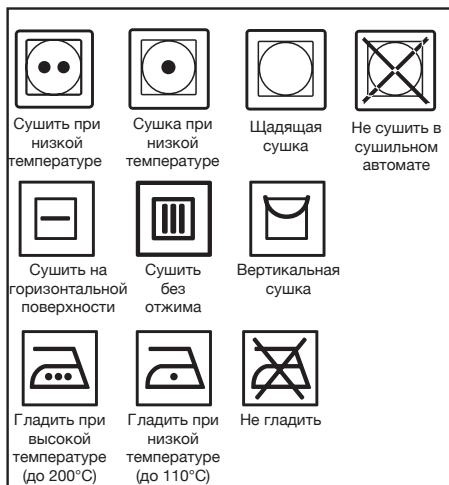 Сушить при
низкой
температуре
Сушка при
низкой
температуре
Щадящая
сушка
Не сушить в
сушильном
автомате
Сушить на
горизонтальной
поверхности
Сушить
без
отжима
Вертикальная
сушка
Гладить при
высокой
температуре
(до 200°C)
Гладить при
низкой
температуре
(до 110°C)
Не гладить